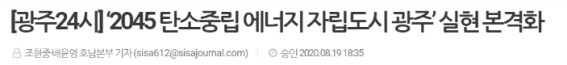 [광주24시] ‘2045 탄소중립 에너지 자립도시 광주’ 실현 본격화
조현중·배윤영 호남본부 기자 (sisa612@sisajournal.com) 승인 2020.08.19 18:35